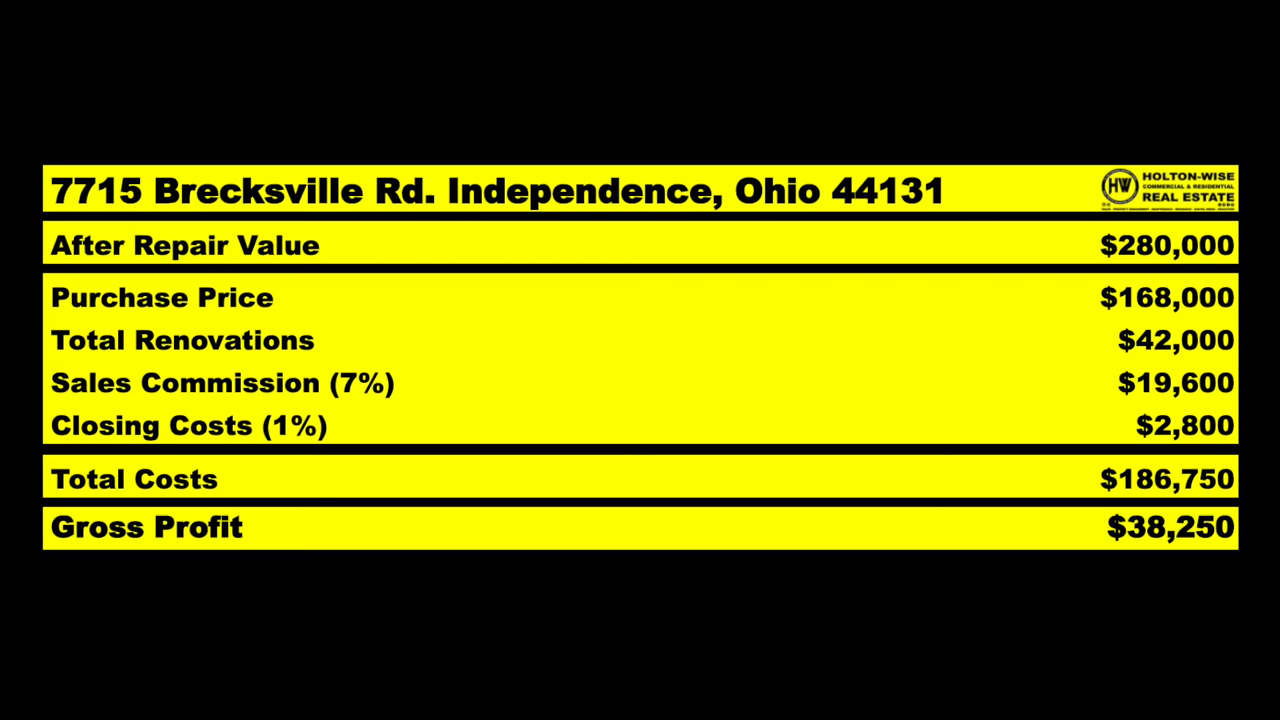 7715 Brecksville Rd. Independence, Ohio 44131
HOLTON-WISE
COMMERCIAL & RESIDENTIAL
REAL ESTATE
After Repair Value $280,000
Purchase Price $168,000
Total Renovations $42,000
Sales Commission (7%) $19,600
Closing Costs (1%) $2,800
Total Costs $186,750
Gross Profit $38,250